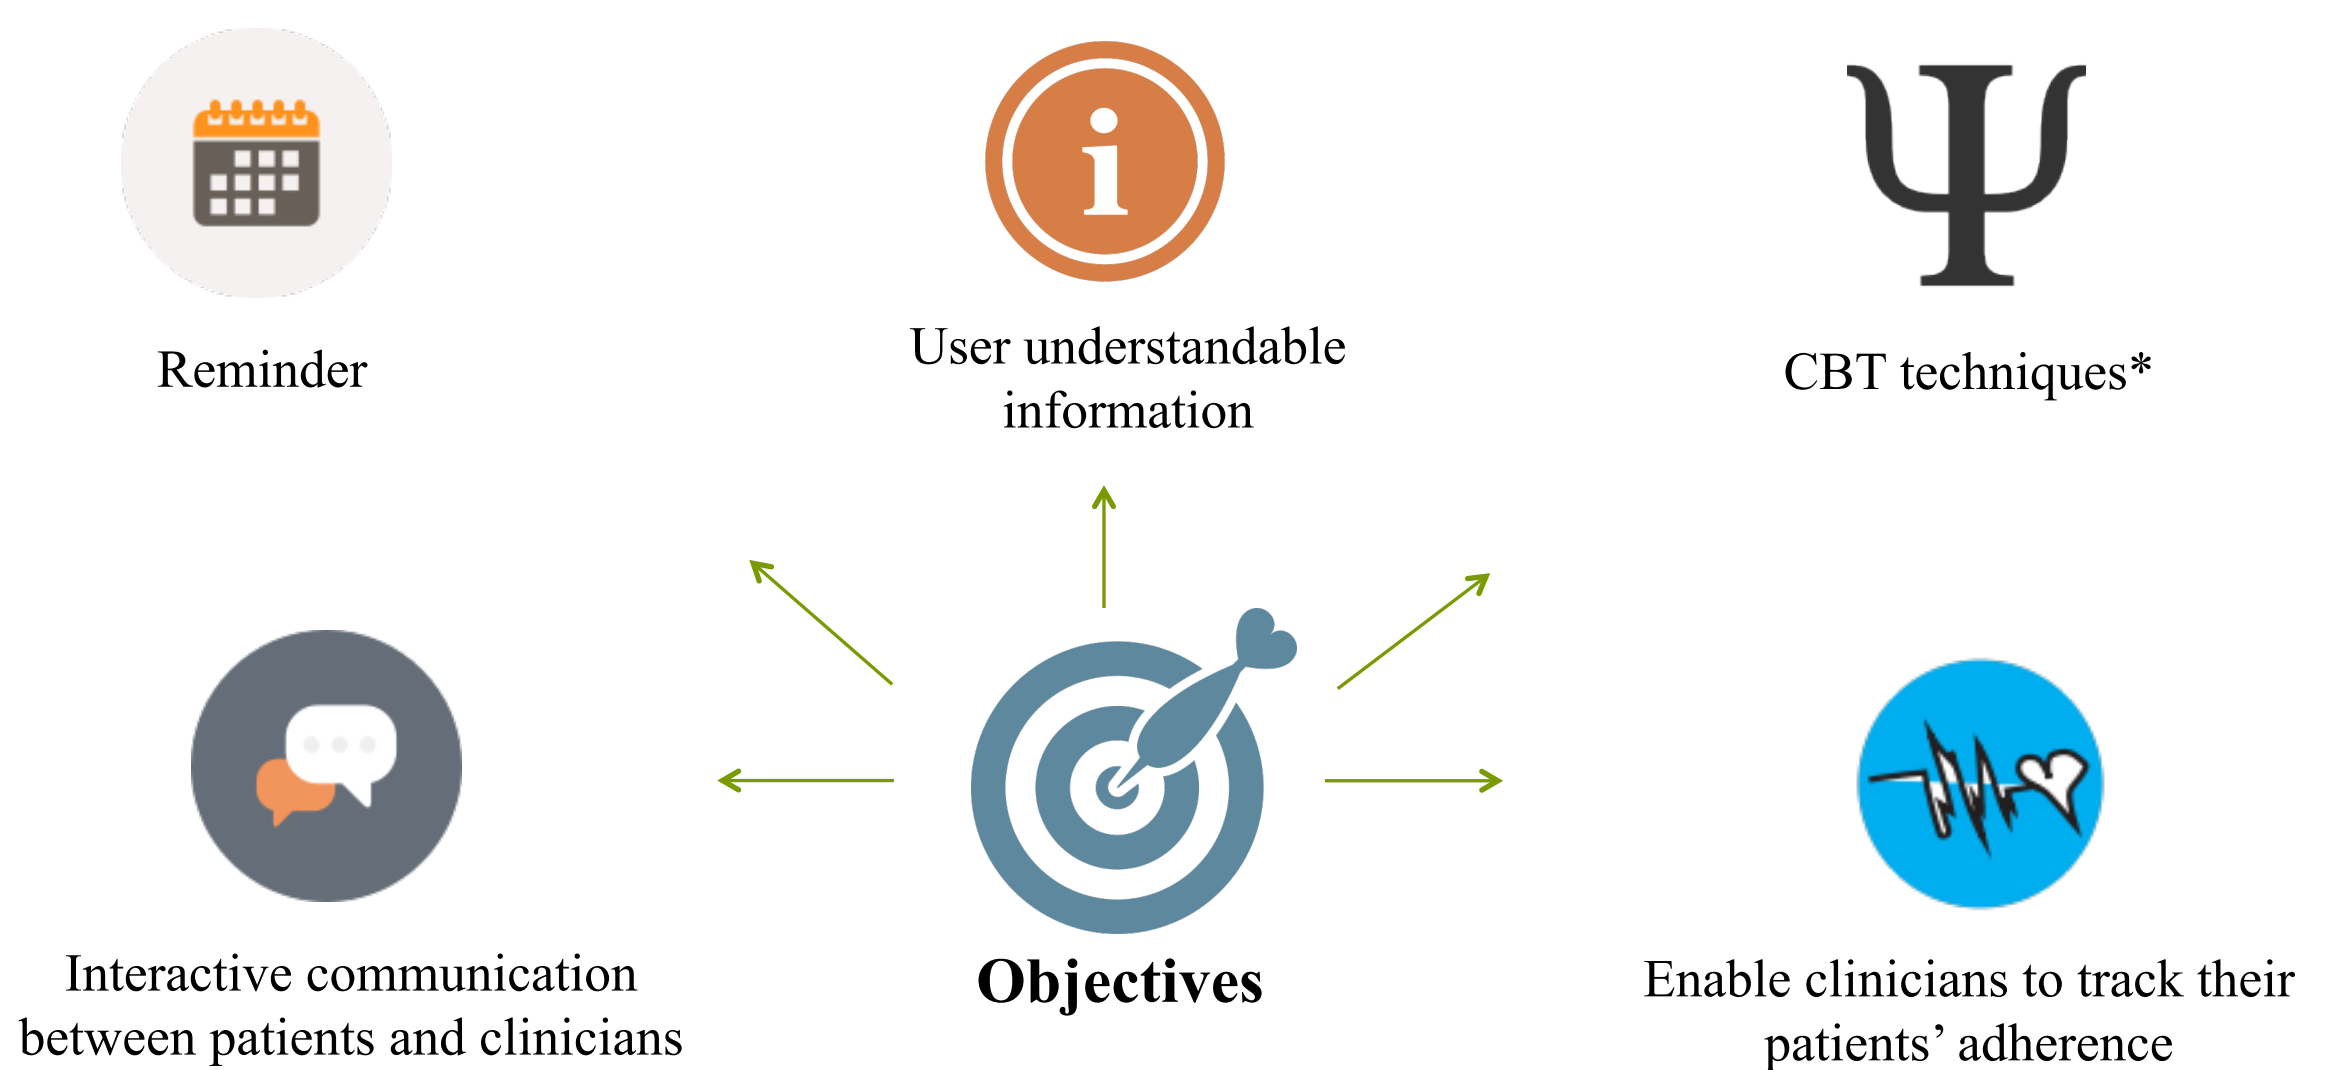 Reminder
User understandable
information
CBT techniques*
Interactive communication
between patients and clinicians
Objectives
Enable clinicians to track their
patients’ adherence